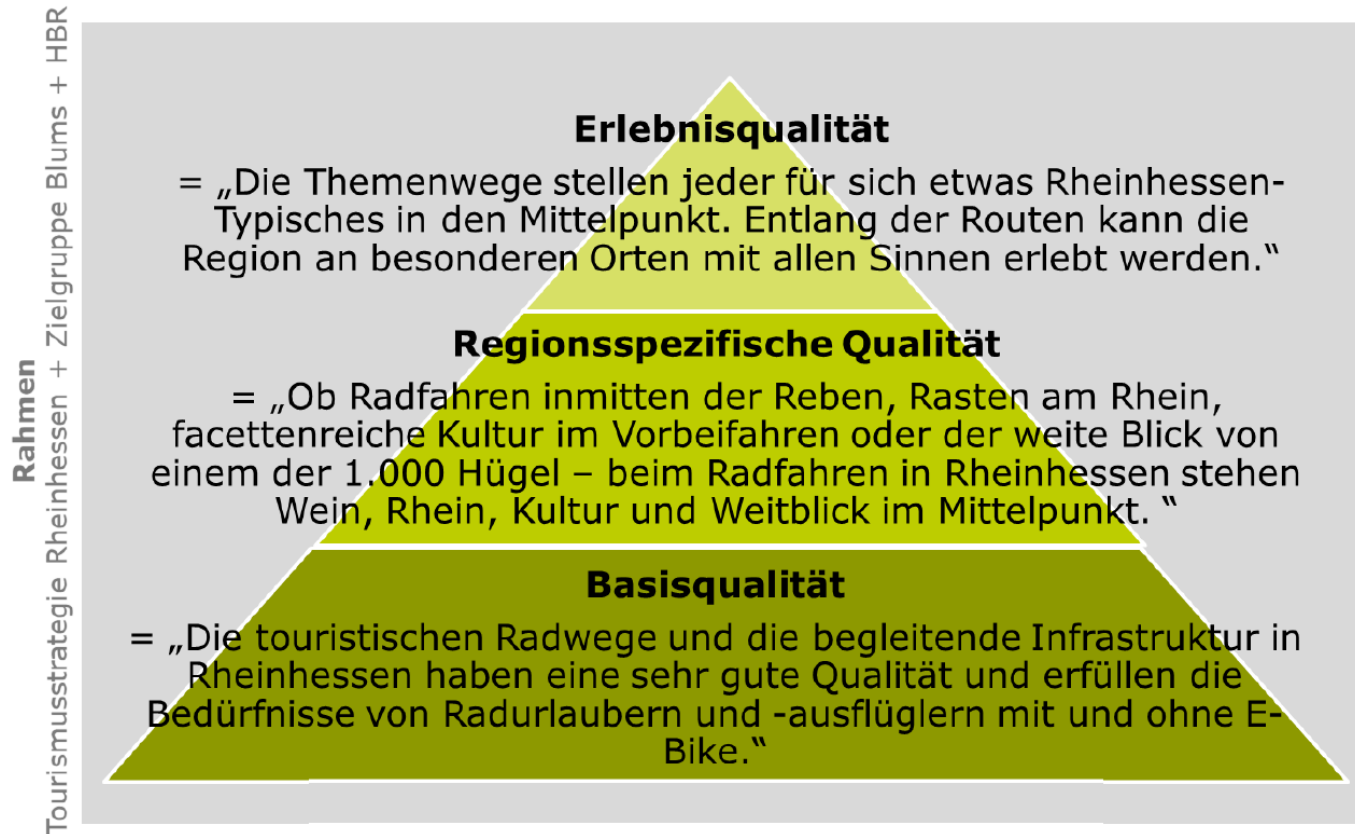 Rahmen
Tourismusstrategie Rheinhessen + Zielgruppe Blums + HBR
Erlebnisqualität
= „Die Themenwege stellen jeder für sich etwas Rheinhessen-
Typisches in den Mittelpunkt. Entlang der Routen kann die
Region an besonderen Orten mit allen Sinnen erlebt werden.“
Regionsspezifische Qualität
= „Ob Radfahren inmitten der Reben, Rasten am Rhein,
facettenreiche Kultur im Vorbeifahren oder der weite Blick von
einem der 1.000 Hügel – beim Radfahren in Rheinhessen stehen
Wein, Rhein, Kultur und Weitblick im Mittelpunkt. “
Basisqualität
= „Die touristischen Radwege und die begleitende Infrastruktur in
Rheinhessen haben eine sehr gute Qualität und erfüllen die
Bedürfnisse von Radurlaubern und -ausflüglern mit und ohne E-
Bike.“